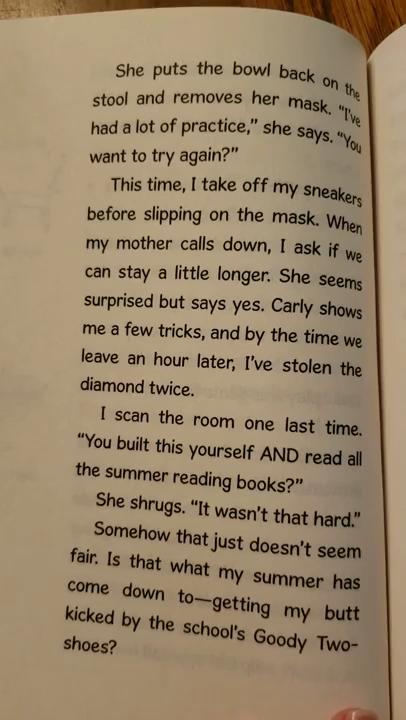 She puts the bowl back on the
stool and removes her mask. “I’ve
had a lot of practice,” she says. “You
want to try again?”
This time, I take off my sneakers
before slipping on the mask. When
my mother calls down, I ask if we
can stay a little longer. She seems
surprised but says yes. Carly shows
me a few tricks, and by the time we
leave an hour later, I’ve stolen the
diamond twice.
I scan the room one last time.
“You built this yourself AND read all
the summer reading books?”
She shrugs. “It wasn’t that hard.”
Somehow that just doesn’t seem
fair. Is that what my summer has
come down to—getting my butt
kicked by the school’s Goody Two-
shoes?